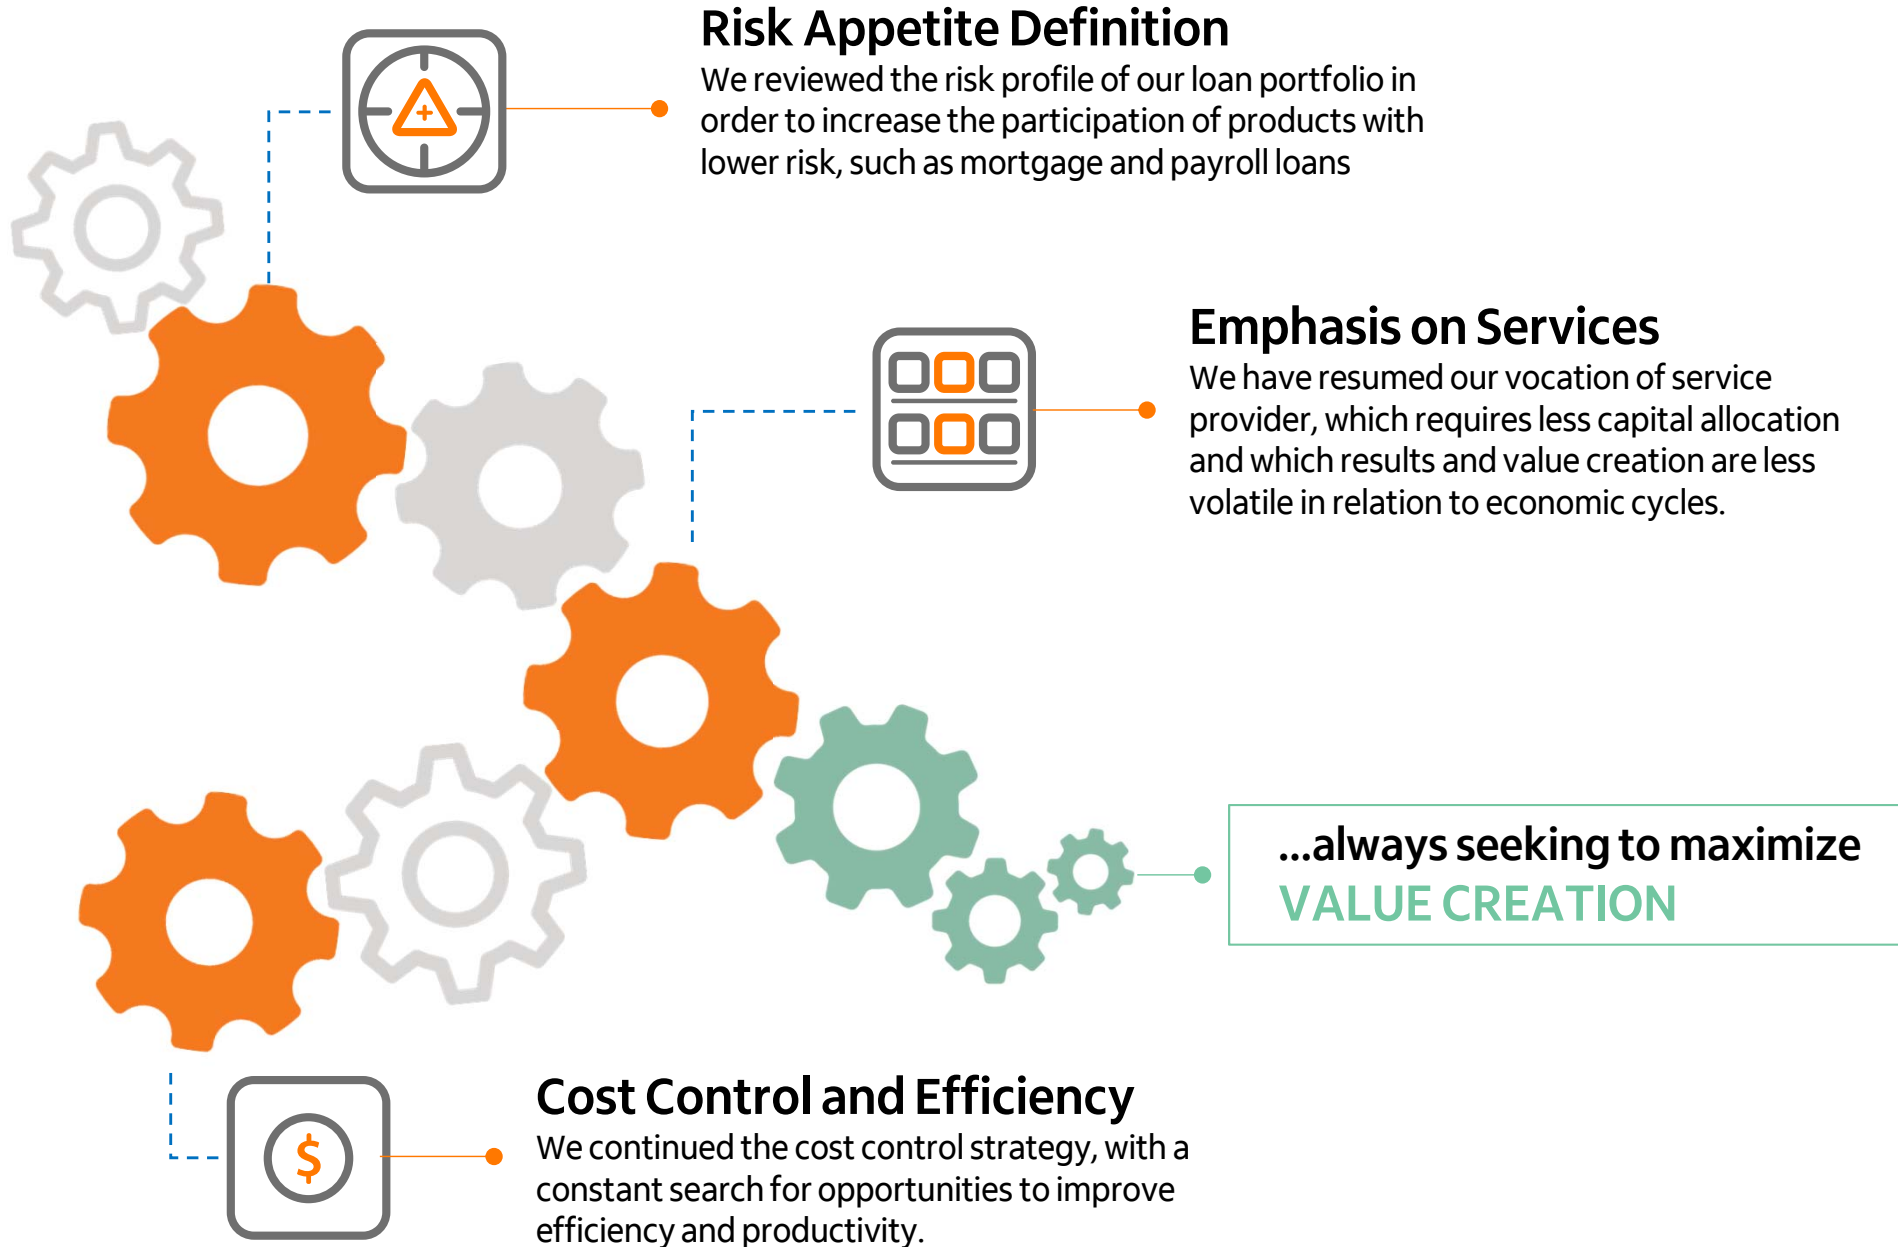 Risk Appetite Definition
We reviewed the risk profile of our loan portfolio in
order to increase the participation of products with
lower risk, such as mortgage and payroll loans
Emphasis on Services
We have resumed our vocation of service
provider, which requires less capital allocation
and which results and value creation are less
volatile in relation to economic cycles.
...always seeking to maximize
VALUE CREATION
$
Cost Control and Efficiency
We continued the cost control strategy, with a
constant search for opportunities to improve
efficiency and productivity.